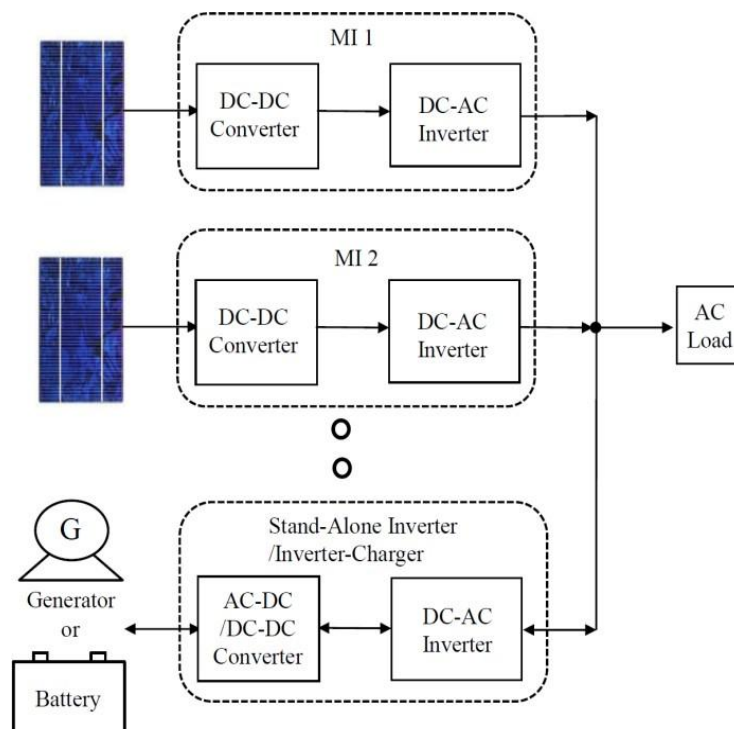 MI 1
DC-DC
Converter
DC-AC
Inverter
MI 2
DC-DC
Converter
DC-AC
Inverter
AC
Load
Stand-Alone Inverter
/Inverter-Charger
G
Generator
or
Battery
AC-DC
/DC-DC
Converter
DC-AC
Inverter